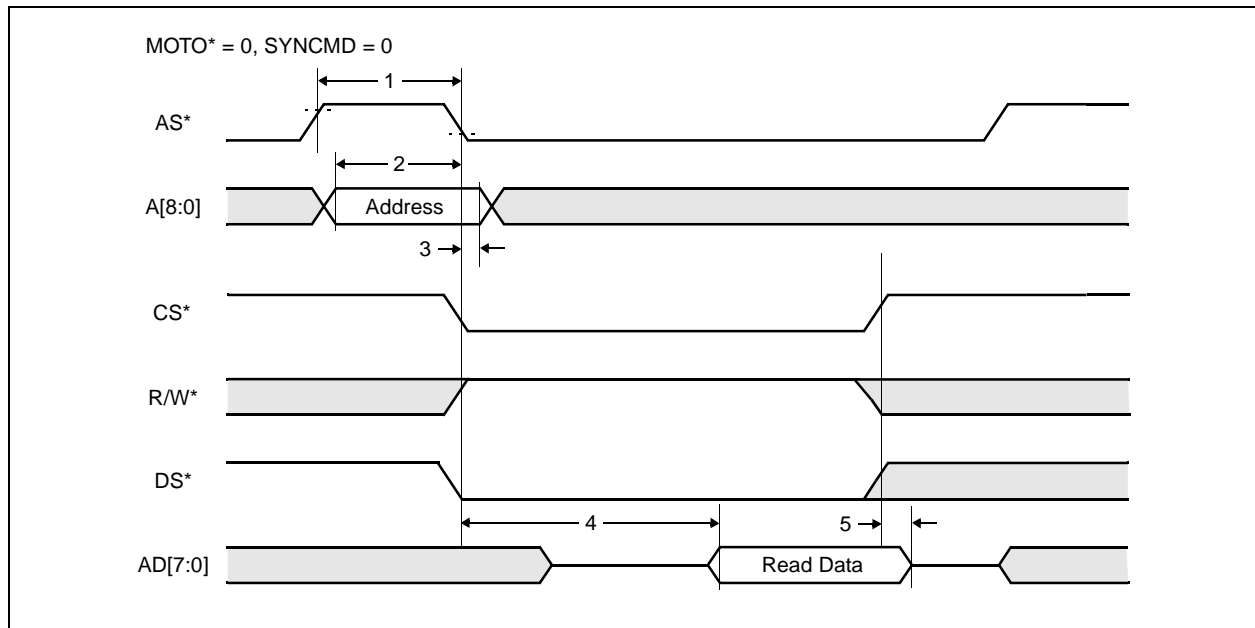 MOTO* = 0, SYNCMD = 0
1
AS*
2
A[8:0]
Address
3
CS*
R/W*
DS*
4
5
AD[7:0]
Read Data